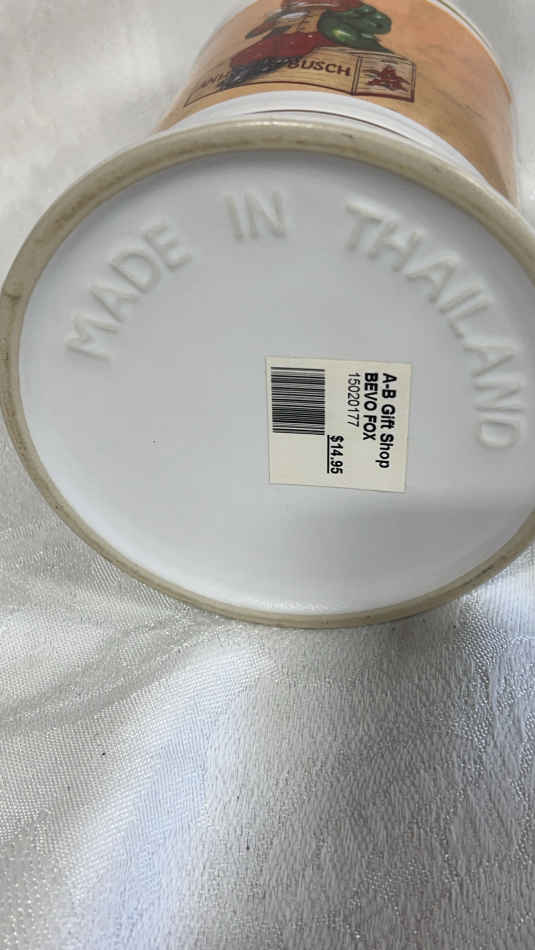 BUSCH
MADE IN THAILAND
A-B Gift Shop
BEVO FOX
15020177
$14.95